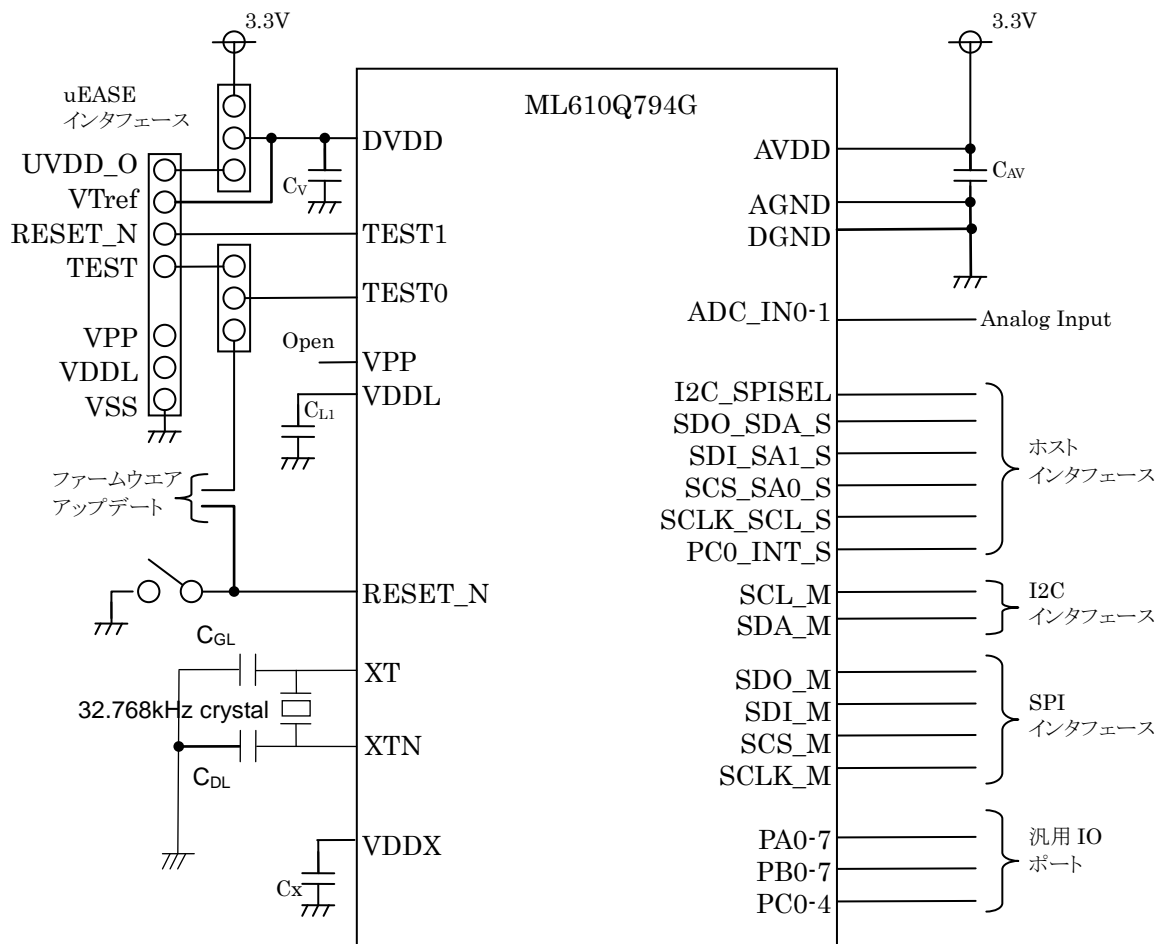 3.3V
3.3V
uEASE
インタフェース
ML610Q794G
UVDD_O
VTref
RESET_N
TEST
VPP
VDDL
VSS
DVDD
CV
TEST1
TEST0
Open
VPP
VDDL
CL1
ファームウエア
アップデート
RESET_N
CGL
XT
32.768kHz crystal
XTN
CDL
VDDX
Cx
AVDD
CAV
AGND
DGND
ADC_IN0-1
Analog Input
I2C_SPISEL
SDO_SDA_S
SDI_SA1_S
SCS_SA0_S
SCLK_SCL_S
PC0_INT_S
ホスト
インタフェース
SCL_M
SDA_M
I2C
インタフェース
SDO_M
SDI_M
SCS_M
SCLK_M
SPI
インタフェース
PA0-7
PB0-7
PC0-4
汎用 IO
ポート